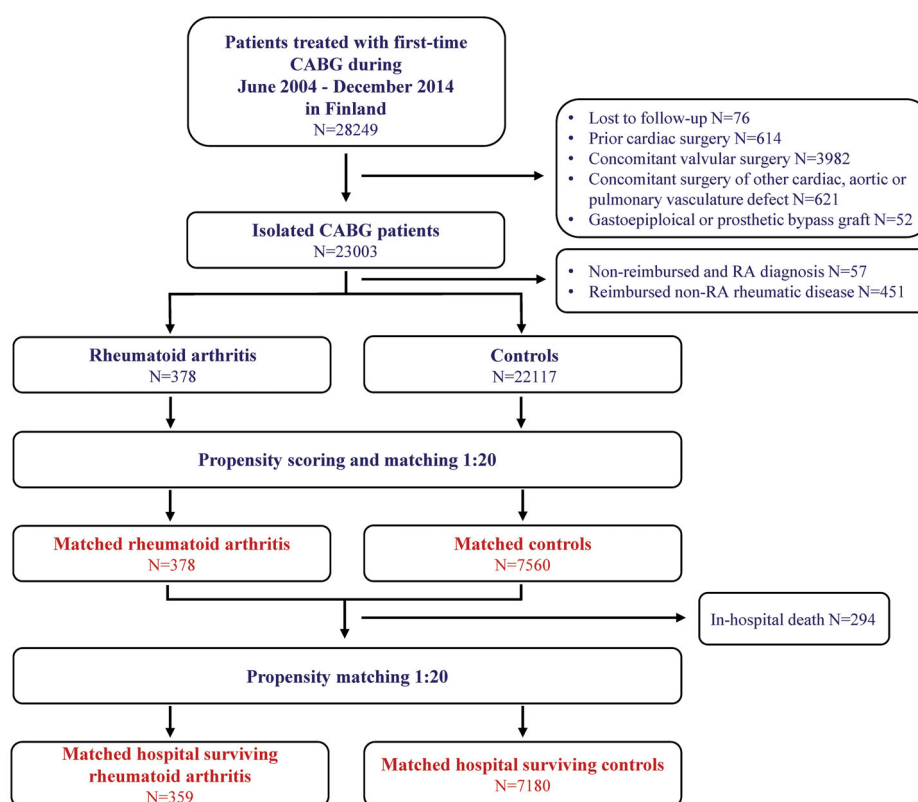 Patients treated with first-time
CABG during
June 2004 - December 2014
in Finland
N=28249
• Lost to follow-up N=76
• Prior cardiac surgery N=614
• Concomitant valvular surgery N=3982
• Concomitant surgery of other cardiac, aortic or
pulmonary vasculature defect N=621
• Gastoepiploical or prosthetic bypass graft N=52
Isolated CABG patients
N=23003
• Non-reimbursed and RA diagnosis N=57
• Reimbursed non-RA rheumatic disease N=451
Rheumatoid arthritis
N=378
Controls
N=22117
Propensity scoring and matching 1:20
Matched rheumatoid arthritis
N=378
Matched controls
N=7560
In-hospital death N=294
Propensity matching 1:20
Matched hospital surviving
rheumatoid arthritis
N=359
Matched hospital surviving controls
N=7180